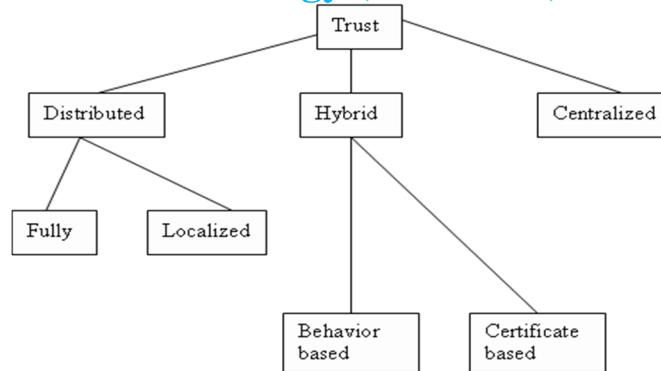 Trust
Distributed
Hybrid
Centralized
Fully
Localized
Behavior
based
Certificate
based